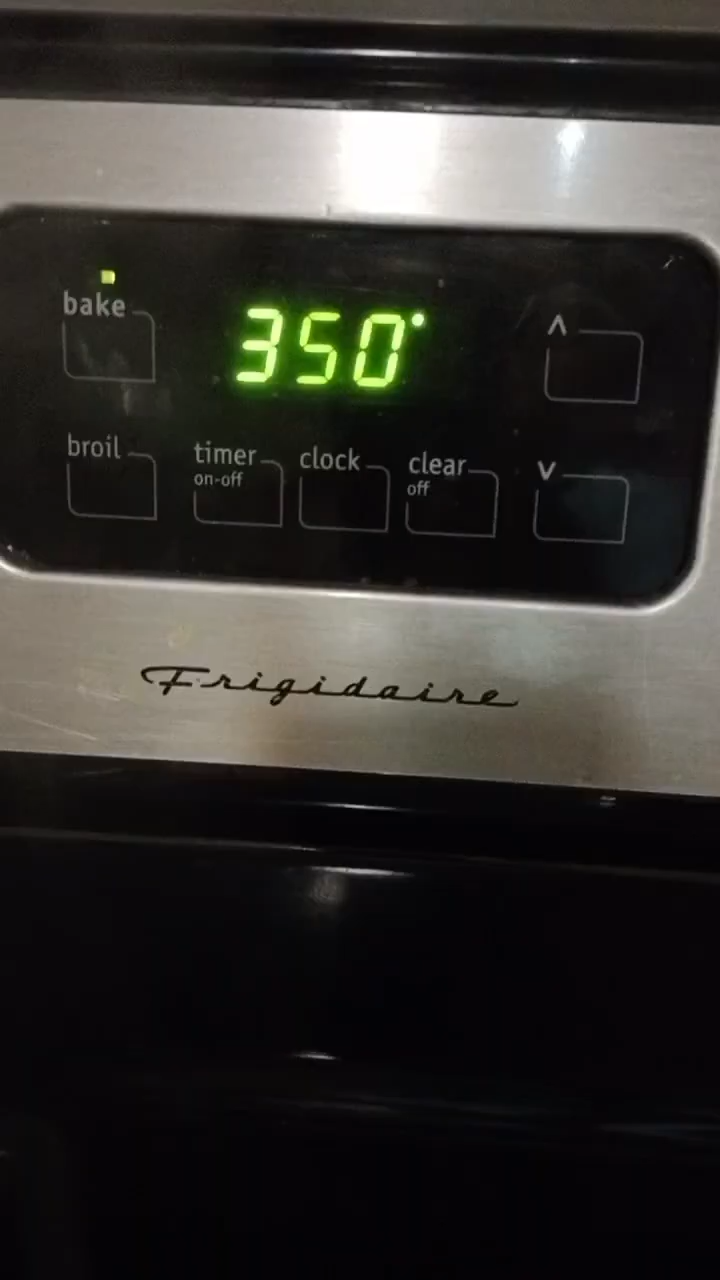 bake
350°
^
broil
timer
on-off
clock
clear
off
v
Frigidaire